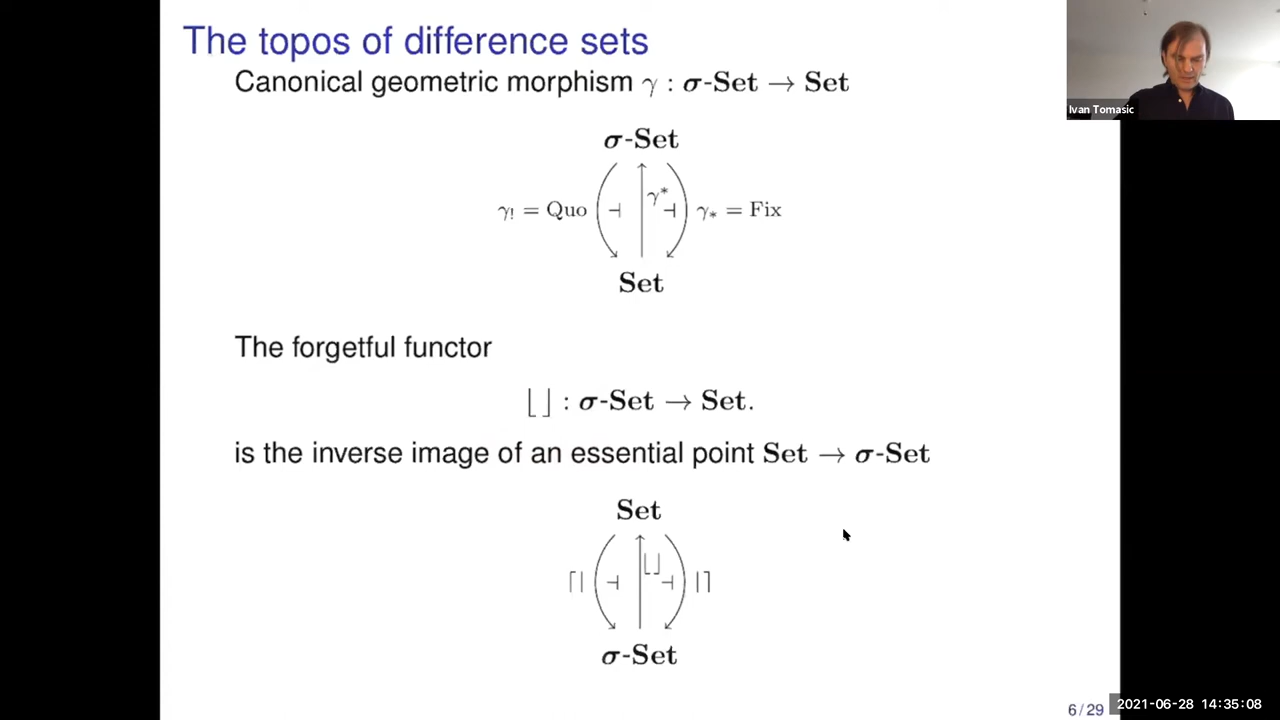 The topos of difference sets
Canonical geometric morphism γ : σ-Set → Set
Ivan Tomasic
σ-Set
γ! = Quo ⊣ γ* ⊣ γ∗ = Fix
Set
The forgetful functor
⌊ ⌋ : σ-Set → Set.
is the inverse image of an essential point Set → σ-Set
Set
⌈ | ⊣ ⌊ ⌋ ⊣ | ⌉
σ-Set
6 / 29
2021-06-28 14:35:08